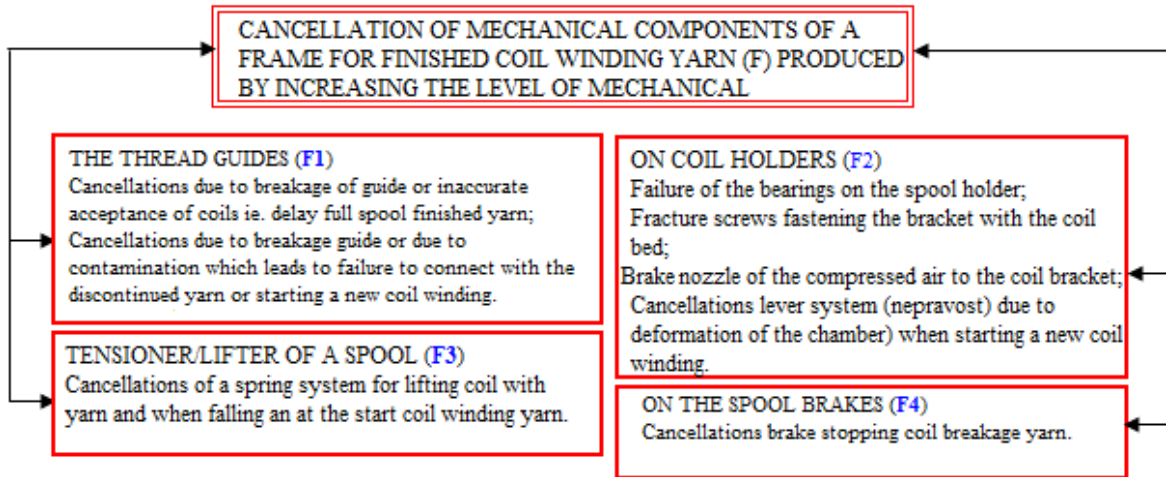 CANCELLATION OF MECHANICAL COMPONENTS OF A
FRAME FOR FINISHED COIL WINDING YARN (F) PRODUCED
BY INCREASING THE LEVEL OF MECHANICAL
THE THREAD GUIDES (F1)
Cancellations due to breakage of guide or inaccurate
acceptance of coils ie. delay full spool finished yarn;
Cancellations due to breakage guide or due to
contamination which leads to failure to connect with the
discontinued yarn or starting a new coil winding.
ON COIL HOLDERS (F2)
Failure of the bearings on the spool holder;
Fracture screws fastening the bracket with the coil
bed;
Brake nozzle of the compressed air to the coil bracket;
Cancellations lever system (nepravost) due to
deformation of the chamber) when starting a new coil
winding.
TENSIONER/LIFTER OF A SPOOL (F3)
Cancellations of a spring system for lifting coil with
yarn and when falling an at the start coil winding yarn.
ON THE SPOOL BRAKES (F4)
Cancellations brake stopping coil breakage yarn.